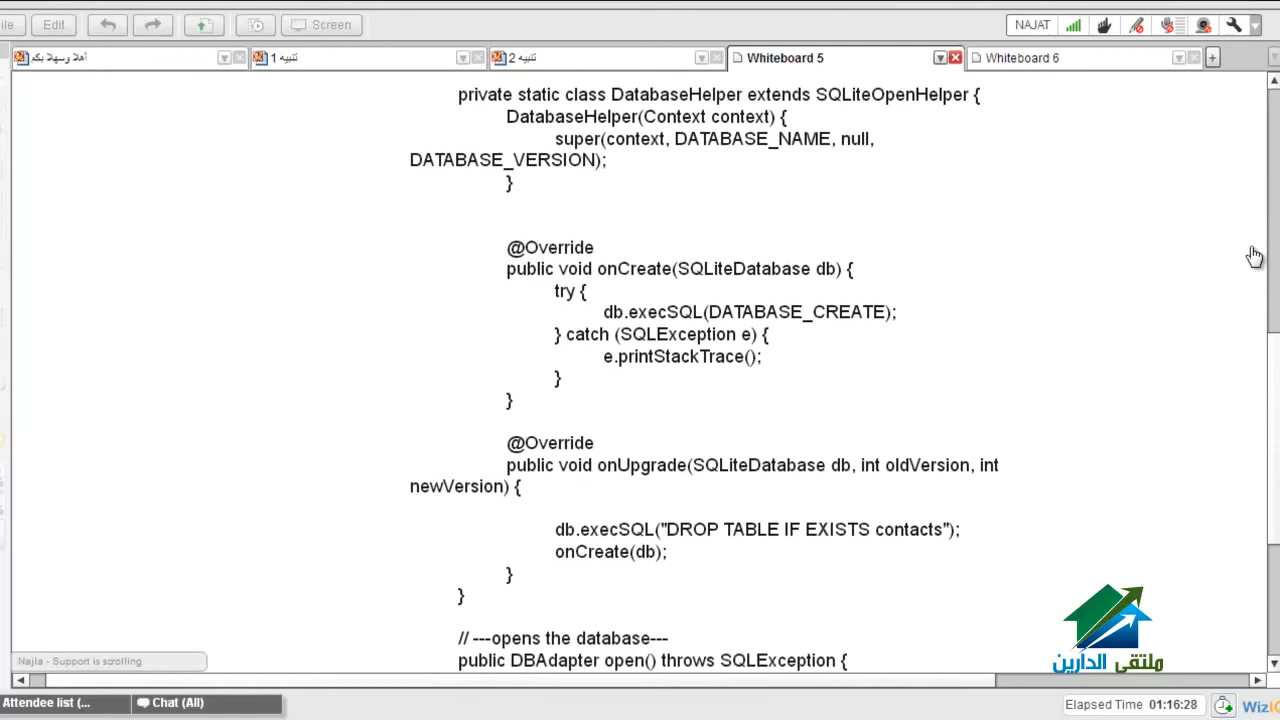 ile Edit Screen NAJAT
أهلا وسهلا بكم تنبيه 1 تنبيه 2 Whiteboard 5 Whiteboard 6 +
private static class DatabaseHelper extends SQLiteOpenHelper {
DatabaseHelper(Context context) {
super(context, DATABASE_NAME, null,
DATABASE_VERSION);
}
@Override
public void onCreate(SQLiteDatabase db) {
try {
db.execSQL(DATABASE_CREATE);
} catch (SQLException e) {
e.printStackTrace();
}
}
@Override
public void onUpgrade(SQLiteDatabase db, int oldVersion, int
newVersion) {
db.execSQL("DROP TABLE IF EXISTS contacts");
onCreate(db);
}
}
// ---opens the database---
public DBAdapter open() throws SQLException {
Najla - Support is scrolling
ملتقى الدارين
Attendee list (... Chat (All) Elapsed Time 01:16:28 WizIQ